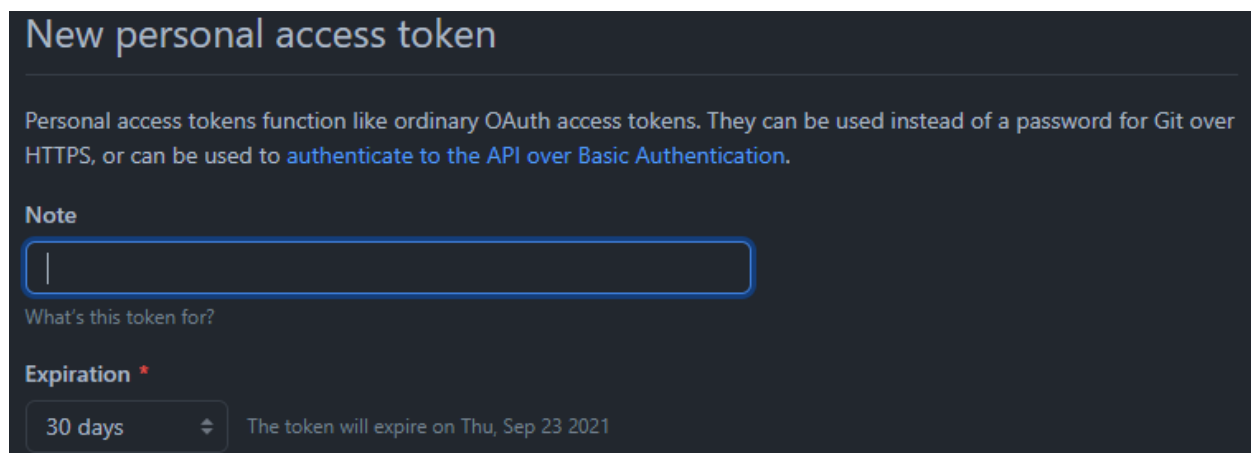 New personal access token
Personal access tokens function like ordinary OAuth access tokens. They can be used instead of a password for Git over
HTTPS, or can be used to authenticate to the API over Basic Authentication.
Note
What's this token for?
Expiration *
30 days The token will expire on Thu, Sep 23 2021